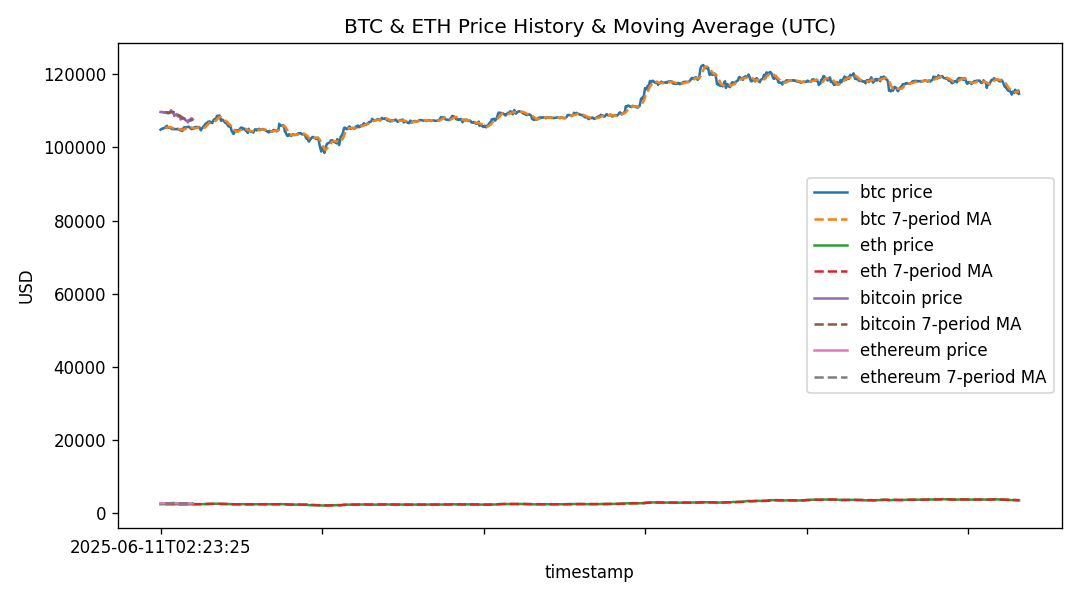 BTC & ETH Price History & Moving Average (UTC)
120000
100000
80000
60000
40000
20000
0
USD
btc price
btc 7-period MA
eth price
eth 7-period MA
bitcoin price
bitcoin 7-period MA
ethereum price
ethereum 7-period MA
2025-06-11T02:23:25
timestamp